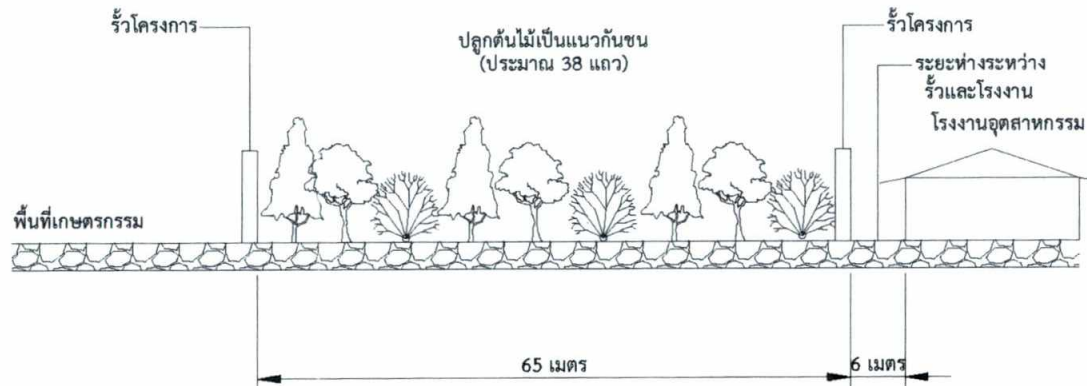 รั้วโครงการ
ปลูกต้นไม้เป็นแนวกันชน
(ประมาณ 38 แถว)
รั้วโครงการ
ระยะห่างระหว่าง
รั้วและโรงงาน
โรงงานอุตสาหกรรม
พื้นที่เกษตรกรรม
65 เมตร
6 เมตร